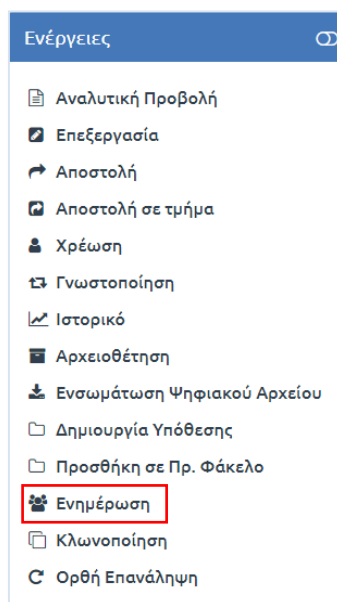 Ενέργειες
Αναλυτική Προβολή
Επεξεργασία
Αποστολή
Αποστολή σε τμήμα
Χρέωση
Γνωστοποίηση
Ιστορικό
Αρχειοθέτηση
Ενσωμάτωση Ψηφιακού Αρχείου
Δημιουργία Υπόθεσης
Προσθήκη σε Πρ. Φάκελο
Ενημέρωση
Κλωνοποίηση
Ορθή Επανάληψη